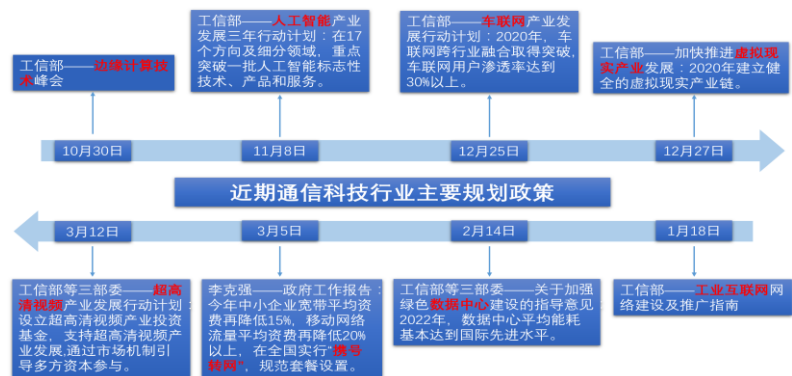 工信部——边缘计算技
术峰会
工信部——人工智能产业
发展三年行动计划：在17
个方向及细分领域，重点
突破一批人工智能标志性
技术、产品和服务。
工信部——车联网产业发
展行动计划：2020年，车
联网跨行业融合取得突破，
车联网用户渗透率达到
30%以上。
工信部——加快推进虚拟现
实产业发展：2020年建立健
全的虚拟现实产业链。
10月30日
11月8日
12月25日
12月27日
近期通信科技行业主要规划政策
3月12日
3月5日
2月14日
1月18日
工信部等三部委——超高
清视频产业发展行动计划：
设立超高清视频产业投资
基金，支持超高清视频产
业发展,通过市场机制引
导多方资本参与。
李克强——政府工作报告：
今年中小企业宽带平均资
费再降低15%，移动网络
流量平均资费再降低20%
以上，在全国实行“携号
转网”，规范套餐设置。
工信部等三部委——关于加强
绿色数据中心建设的指导意见：
2022年，数据中心平均能耗
基本达到国际先进水平。
工信部——工业互联网网
络建设及推广指南